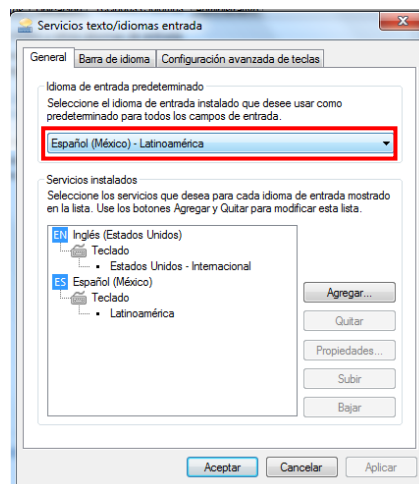 Servicios texto/idiomas entrada
General Barra de idioma Configuración avanzada de teclas
Idioma de entrada predeterminado
Seleccione el idioma de entrada instalado que desee usar como
predeterminado para todos los campos de entrada.
Español (México) - Latinoamérica
Servicios instalados
Seleccione los servicios que desea para cada idioma de entrada mostrado
en la lista. Use los botones Agregar y Quitar para modificar esta lista.
EN Inglés (Estados Unidos)
Teclado
• Estados Unidos - Internacional
ES Español (México)
Teclado
• Latinoamérica
Agregar...
Quitar
Propiedades...
Subir
Bajar
Aceptar Cancelar Aplicar